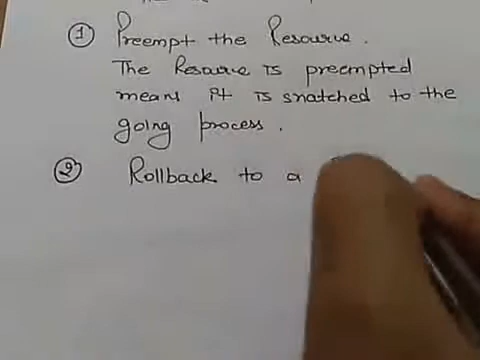 ① Preempt the Resource.
The Resource is preempted
means it is snatched to the
going process.
② Rollback to a